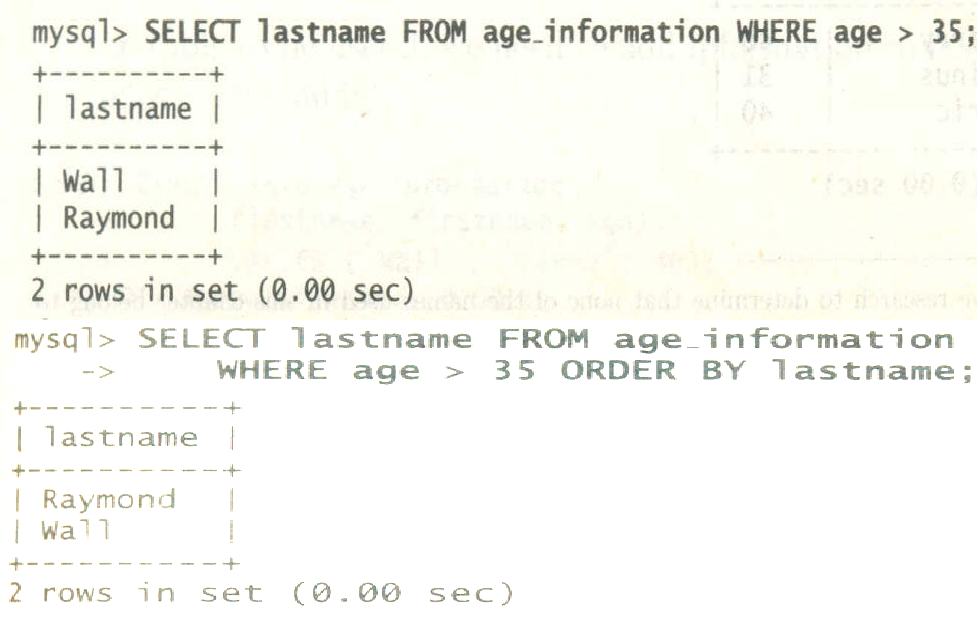 mysql> SELECT lastname FROM age_information WHERE age > 35;
+----------+
| lastname |
+----------+
| Wall     |
| Raymond  |
+----------+
2 rows in set (0.00 sec)
mysql> SELECT lastname FROM age_information
    ->     WHERE age > 35 ORDER BY lastname;
+-----------+
| lastname  |
+-----------+
| Raymond   |
| Wall      |
+-----------+
2 rows in set (0.00 sec)